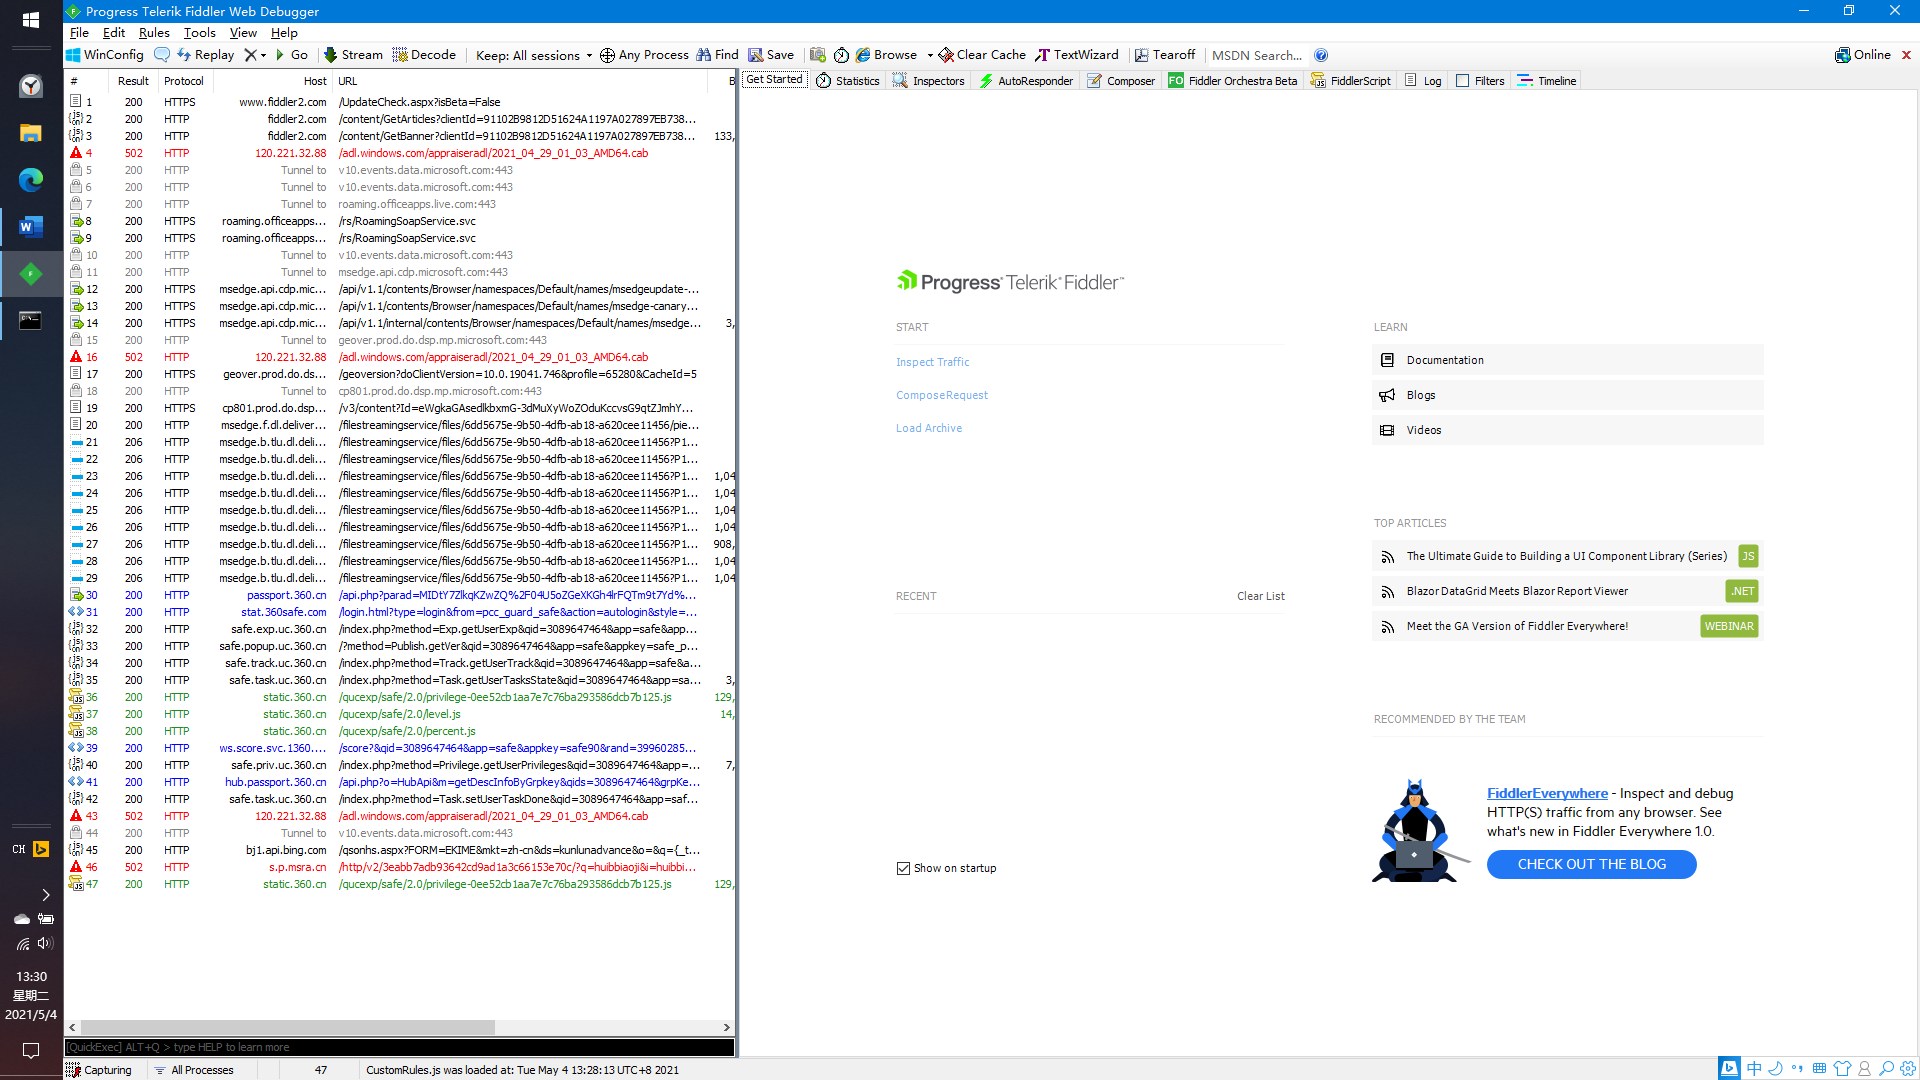 Progress Telerik Fiddler Web Debugger
File Edit Rules Tools View Help
WinConfig Replay Go Stream Decode Keep: All sessions Any Process Find Save Browse Clear Cache TextWizard Tearoff MSDN Search... Online
# Result Protocol Host URL B
Get Started Statistics Inspectors AutoResponder Composer FO Fiddler Orchestra Beta FiddlerScript Log Filters Timeline
1 200 HTTPS www.fiddler2.com /UpdateCheck.aspx?isBeta=False
2 200 HTTP fiddler2.com /content/GetArticles?clientId=91102B9812D51624A1197A027897EB738...
3 200 HTTP fiddler2.com /content/GetBanner?clientId=91102B9812D51624A1197A027897EB738... 133,
4 502 HTTP 120.221.32.88 /adl.windows.com/appraiseradl/2021_04_29_01_03_AMD64.cab
5 200 HTTP Tunnel to v10.events.data.microsoft.com:443
6 200 HTTP Tunnel to v10.events.data.microsoft.com:443
7 200 HTTP Tunnel to roaming.officeapps.live.com:443
8 200 HTTPS roaming.officeapps... /rs/RoamingSoapService.svc
9 200 HTTPS roaming.officeapps... /rs/RoamingSoapService.svc
10 200 HTTP Tunnel to v10.events.data.microsoft.com:443
11 200 HTTP Tunnel to msedge.api.cdp.microsoft.com:443
12 200 HTTPS msedge.api.cdp.mic... /api/v1.1/contents/Browser/namespaces/Default/names/msedgeupdate-...
13 200 HTTPS msedge.api.cdp.mic... /api/v1.1/contents/Browser/namespaces/Default/names/msedge-canary...
14 200 HTTPS msedge.api.cdp.mic... /api/v1.1/internal/contents/Browser/namespaces/Default/names/msedge... 3,
15 200 HTTP Tunnel to geover.prod.do.dsp.mp.microsoft.com:443
16 502 HTTP 120.221.32.88 /adl.windows.com/appraiseradl/2021_04_29_01_03_AMD64.cab
17 200 HTTPS geover.prod.do.ds... /geoversion?doClientVersion=10.0.19041.746&profile=65280&CacheId=5
18 200 HTTP Tunnel to cp801.prod.do.dsp.mp.microsoft.com:443
19 200 HTTPS cp801.prod.do.dsp... /v3/content?Id=eWgkaGAsedlkbxmG-3dMuXyWoZOduKccvsG9qtZJmhY...
20 200 HTTP msedge.f.dl.deliver... /filestreamingservice/files/6dd5675e-9b50-4dfb-ab18-a620cee11456/pie...
21 206 HTTP msedge.b.tlu.dl.deli... /filestreamingservice/files/6dd5675e-9b50-4dfb-ab18-a620cee11456?P1...
22 206 HTTP msedge.b.tlu.dl.deli... /filestreamingservice/files/6dd5675e-9b50-4dfb-ab18-a620cee11456?P1...
23 206 HTTP msedge.b.tlu.dl.deli... /filestreamingservice/files/6dd5675e-9b50-4dfb-ab18-a620cee11456?P1... 1,04
24 206 HTTP msedge.b.tlu.dl.deli... /filestreamingservice/files/6dd5675e-9b50-4dfb-ab18-a620cee11456?P1... 1,04
25 206 HTTP msedge.b.tlu.dl.deli... /filestreamingservice/files/6dd5675e-9b50-4dfb-ab18-a620cee11456?P1... 1,04
26 206 HTTP msedge.b.tlu.dl.deli... /filestreamingservice/files/6dd5675e-9b50-4dfb-ab18-a620cee11456?P1... 1,04
27 206 HTTP msedge.b.tlu.dl.deli... /filestreamingservice/files/6dd5675e-9b50-4dfb-ab18-a620cee11456?P1... 908,
28 206 HTTP msedge.b.tlu.dl.deli... /filestreamingservice/files/6dd5675e-9b50-4dfb-ab18-a620cee11456?P1... 1,04
29 206 HTTP msedge.b.tlu.dl.deli... /filestreamingservice/files/6dd5675e-9b50-4dfb-ab18-a620cee11456?P1... 1,04
30 200 HTTP passport.360.cn /api.php?parad=MIDtY7ZlkqKZwZQ%2F04U5oZGeXKGh4lrFQTm9t7Yd%...
31 200 HTTP stat.360safe.com /login.html?type=login&from=pcc_guard_safe&action=autologin&style=...
32 200 HTTP safe.exp.uc.360.cn /index.php?method=Exp.getUserExp&qid=3089647464&app=safe&app...
33 200 HTTP safe.popup.uc.360.cn /?method=Publish.getVer&qid=3089647464&app=safe&appkey=safe_p...
34 200 HTTP safe.track.uc.360.cn /index.php?method=Track.getUserTrack&qid=3089647464&app=safe&a...
35 200 HTTP safe.task.uc.360.cn /index.php?method=Task.getUserTasksState&qid=3089647464&app=sa... 3,
36 200 HTTP static.360.cn /qucexp/safe/2.0/privilege-0ee52cb1aa7e7c76ba293586dcb7b125.js 129,
37 200 HTTP static.360.cn /qucexp/safe/2.0/level.js 14,
38 200 HTTP static.360.cn /qucexp/safe/2.0/percent.js
39 200 HTTP ws.score.svc.1360.... /score?&qid=3089647464&app=safe&appkey=safe90&rand=39960285...
40 200 HTTP safe.priv.uc.360.cn /index.php?method=Privilege.getUserPrivileges&qid=3089647464&app=... 7,
41 200 HTTP hub.passport.360.cn /api.php?o=HubApi&m=getDescInfoByGrpkey&qids=3089647464&grpKe...
42 200 HTTP safe.task.uc.360.cn /index.php?method=Task.setUserTaskDone&qid=3089647464&app=saf...
43 502 HTTP 120.221.32.88 /adl.windows.com/appraiseradl/2021_04_29_01_03_AMD64.cab
44 200 HTTP Tunnel to v10.events.data.microsoft.com:443
45 200 HTTP bj1.api.bing.com /qsonhs.aspx?FORM=EKIME&mkt=zh-cn&ds=kunlunadvance&o=&q={_t...
46 502 HTTP s.p.msra.cn /http/v2/3eabb7adb93642cd9ad1a3c66153e70c/?q=huibbiaoji&i=huibbi...
47 200 HTTP static.360.cn /qucexp/safe/2.0/privilege-0ee52cb1aa7e7c76ba293586dcb7b125.js 129,
Progress Telerik Fiddler
START
Inspect Traffic
Compose Request
Load Archive
RECENT Clear List
Show on startup
LEARN
Documentation
Blogs
Videos
TOP ARTICLES
The Ultimate Guide to Building a UI Component Library (Series) JS
Blazor DataGrid Meets Blazor Report Viewer .NET
Meet the GA Version of Fiddler Everywhere! WEBINAR
RECOMMENDED BY THE TEAM
FiddlerEverywhere - Inspect and debug
HTTP(S) traffic from any browser. See
what's new in Fiddler Everywhere 1.0.
CHECK OUT THE BLOG
CH
13:30
星期二
2021/5/4
[QuickExec] ALT+Q > type HELP to learn more
Capturing All Processes 47 CustomRules.js was loaded at: Tue May 4 13:28:13 UTC+8 2021
中